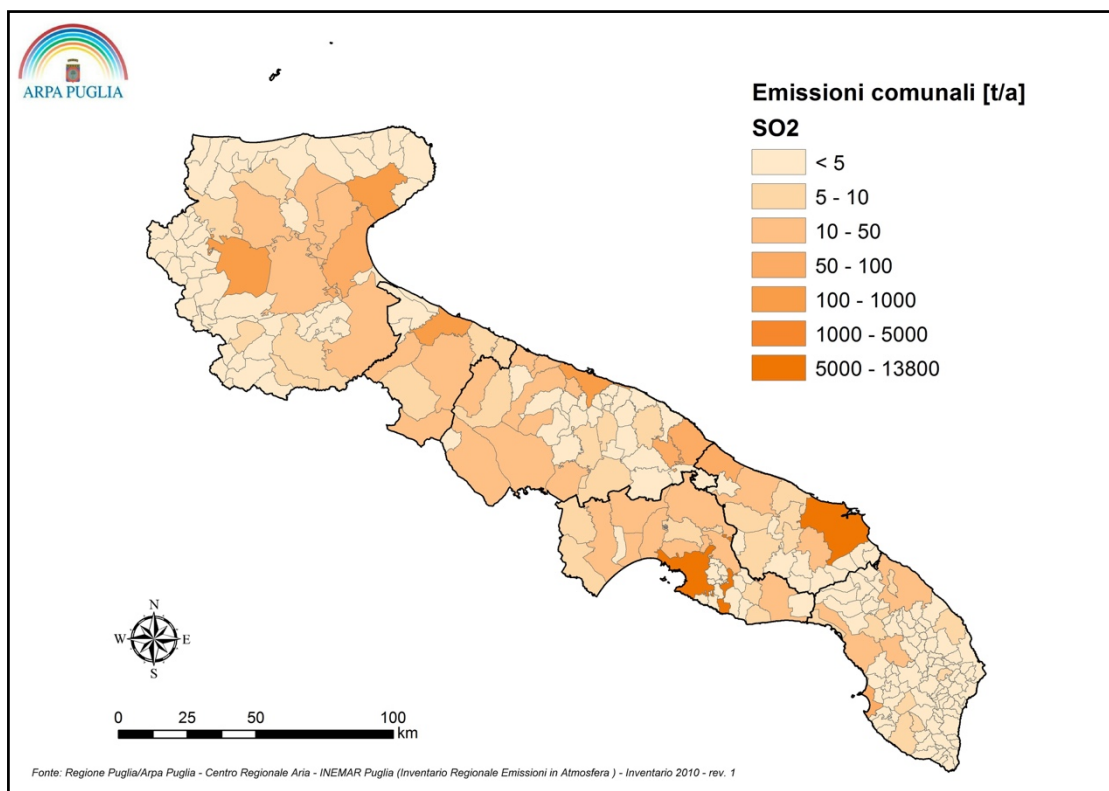 ARPA PUGLIA
Emissioni comunali [t/a]
SO2
< 5
5 - 10
10 - 50
50 - 100
100 - 1000
1000 - 5000
5000 - 13800
N
W E
S
0 25 50 100
km
Fonte: Regione Puglia/Arpa Puglia - Centro Regionale Aria - INEMAR Puglia (Inventario Regionale Emissioni in Atmosfera ) - Inventario 2010 - rev. 1